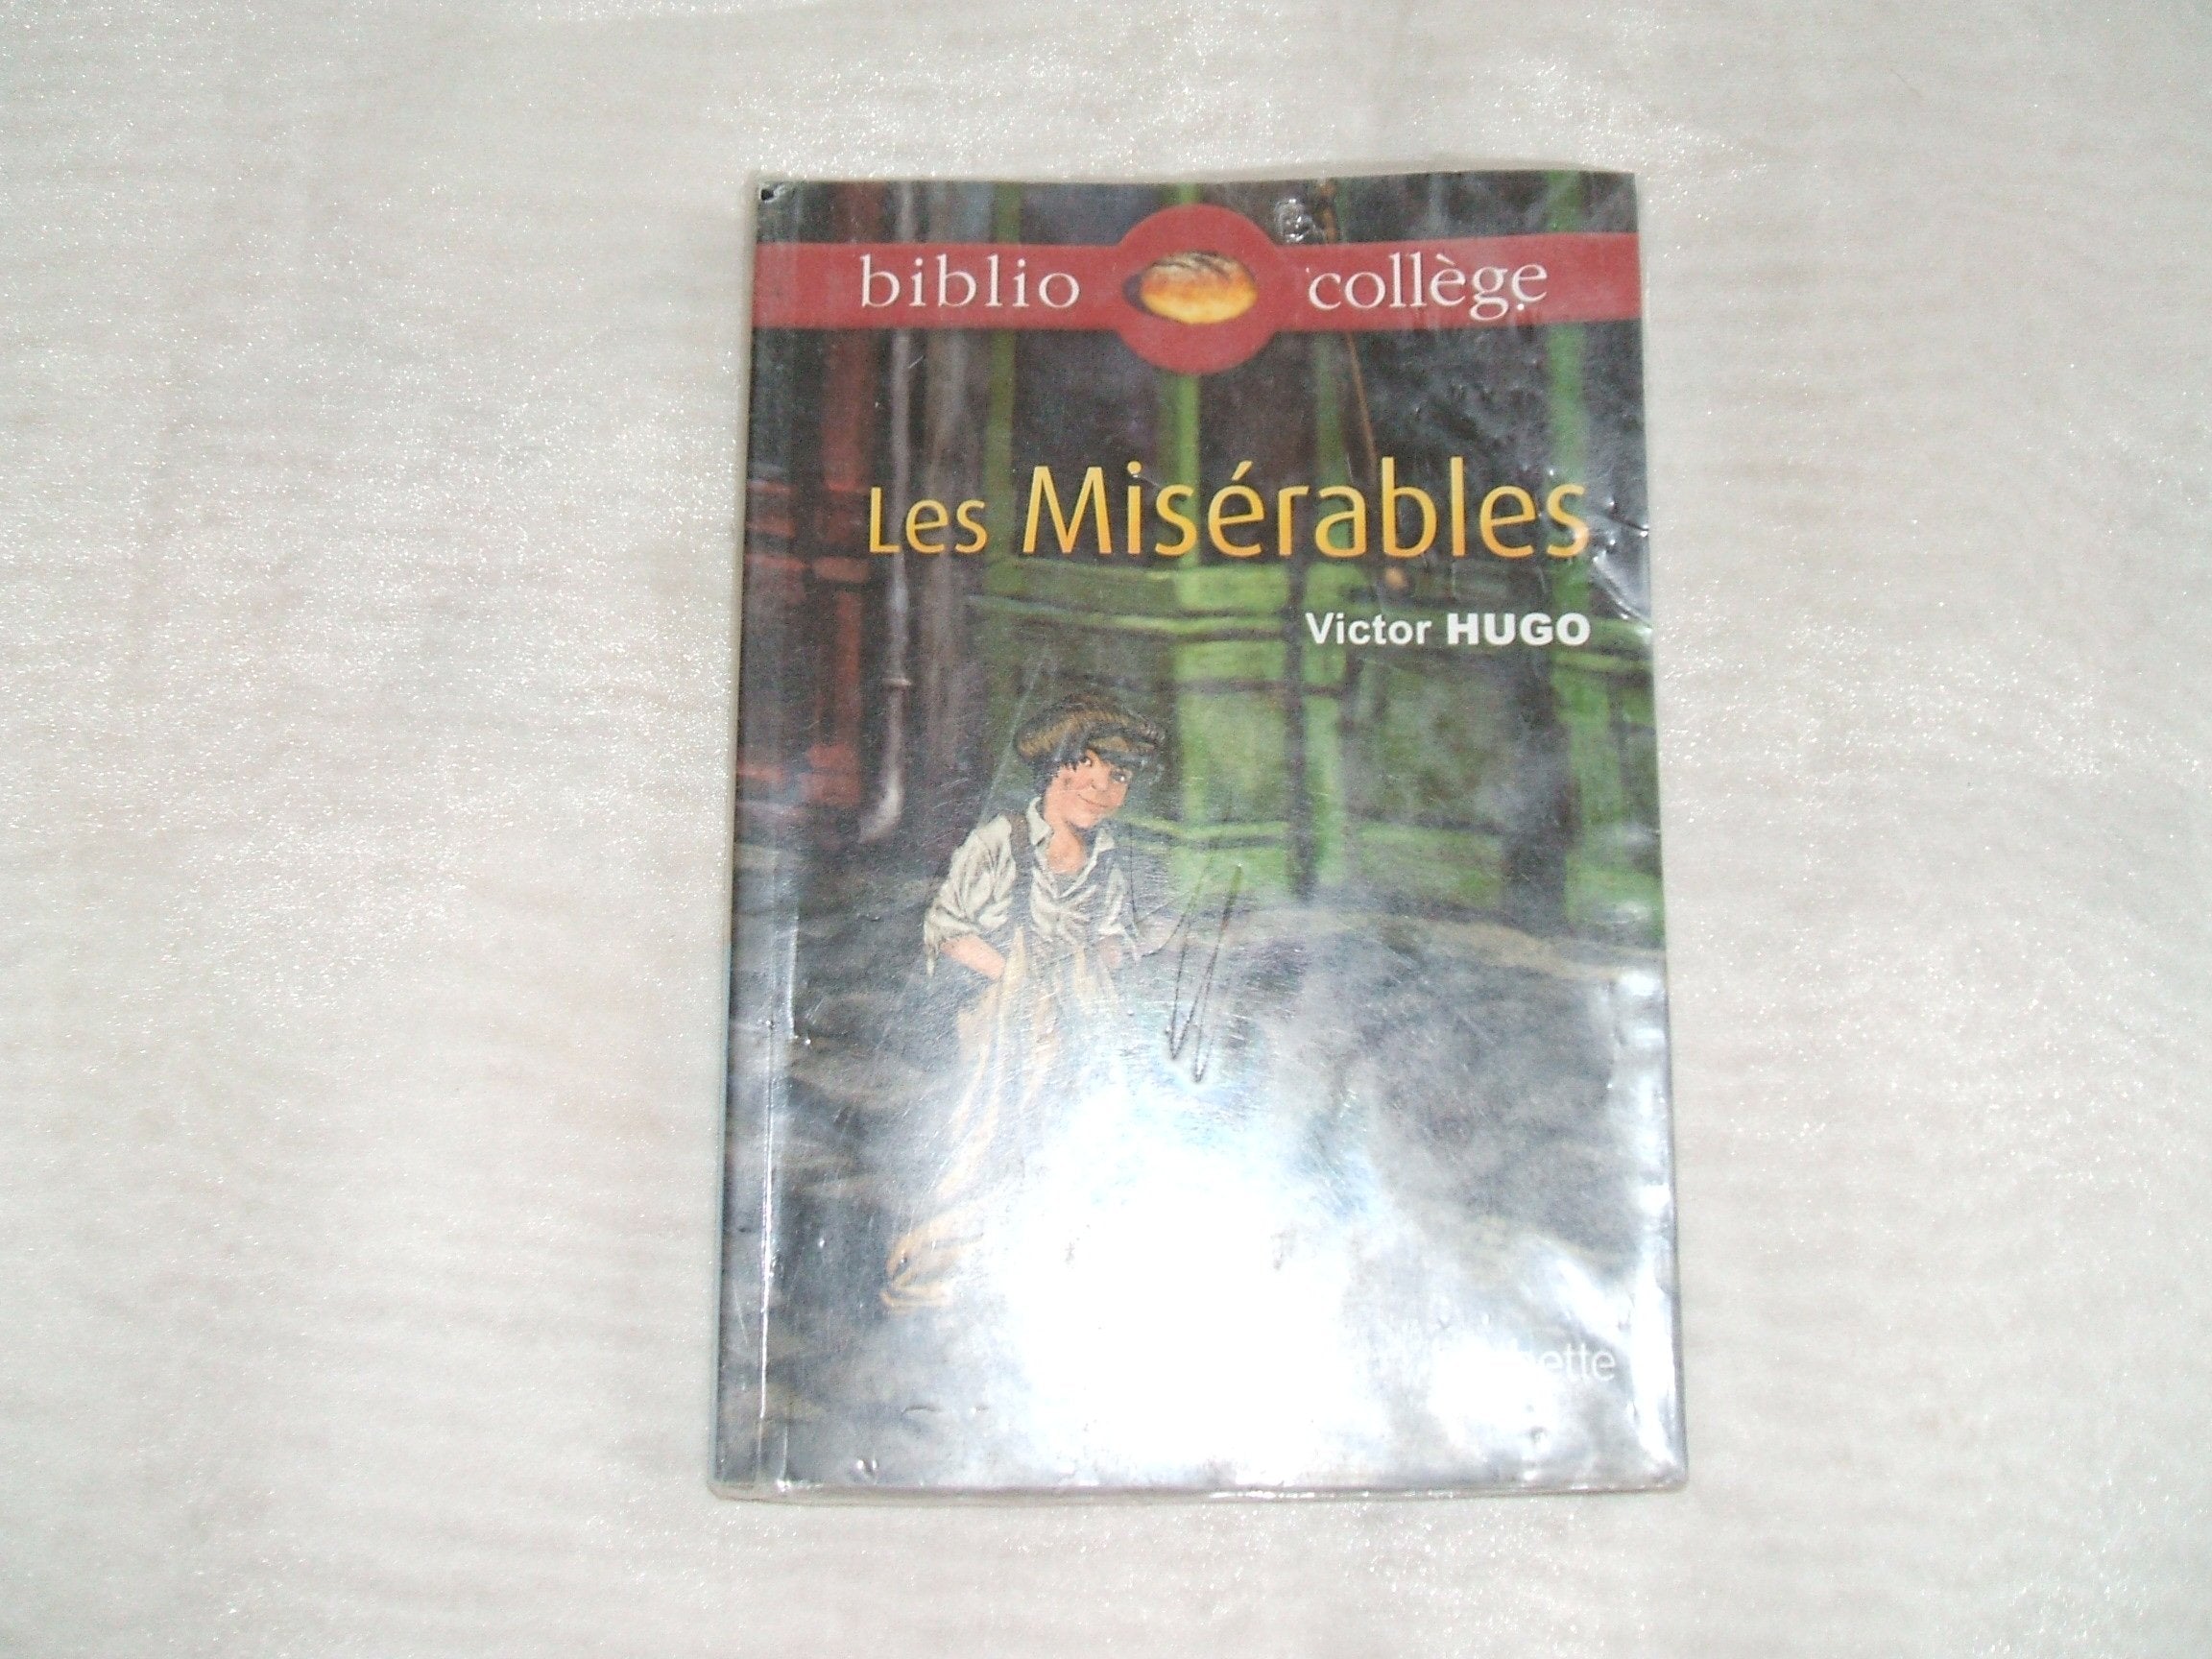 biblio collège
Les Misérables
Victor HUGO